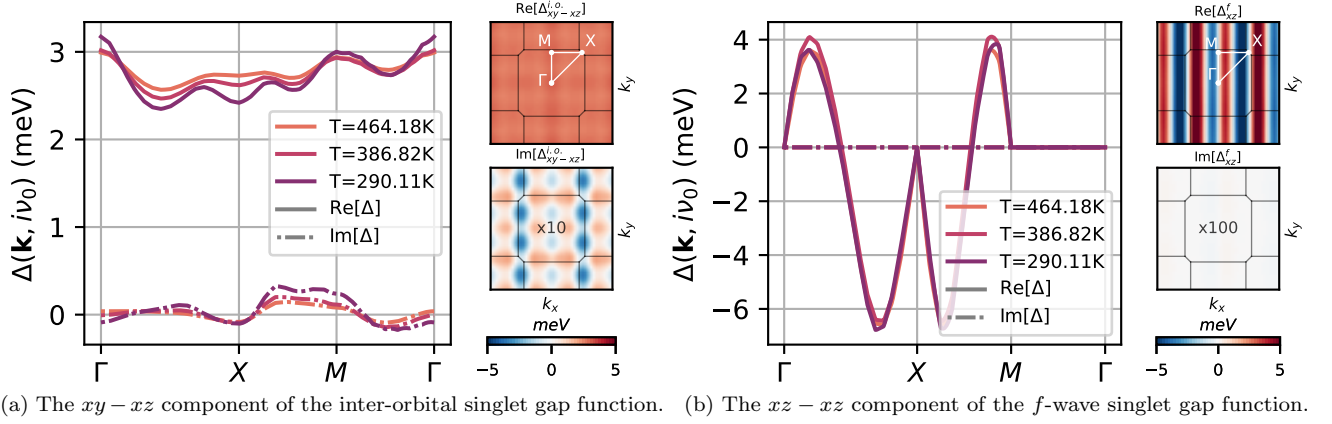 Δ(k, iν₀) (meV)
3
2
1
0
Γ
X
M
Γ
T=464.18K
T=386.82K
T=290.11K
Re[Δ]
Im[Δ]
Re[Δ^{i.o.}_{xy−xz}]
M
X
Γ
k_y
Im[Δ^{i.o.}_{xy−xz}]
x10
k_y
k_x
meV
−5 0 5
Δ(k, iν₀) (meV)
4
2
0
−2
−4
−6
Γ
X
M
Γ
T=464.18K
T=386.82K
T=290.11K
Re[Δ]
Im[Δ]
Re[Δ^{f}_{xz}]
M
X
Γ
k_y
Im[Δ^{f}_{xz}]
x100
k_y
k_x
meV
−5 0 5
(a) The xy − xz component of the inter-orbital singlet gap function.
(b) The xz − xz component of the f-wave singlet gap function.